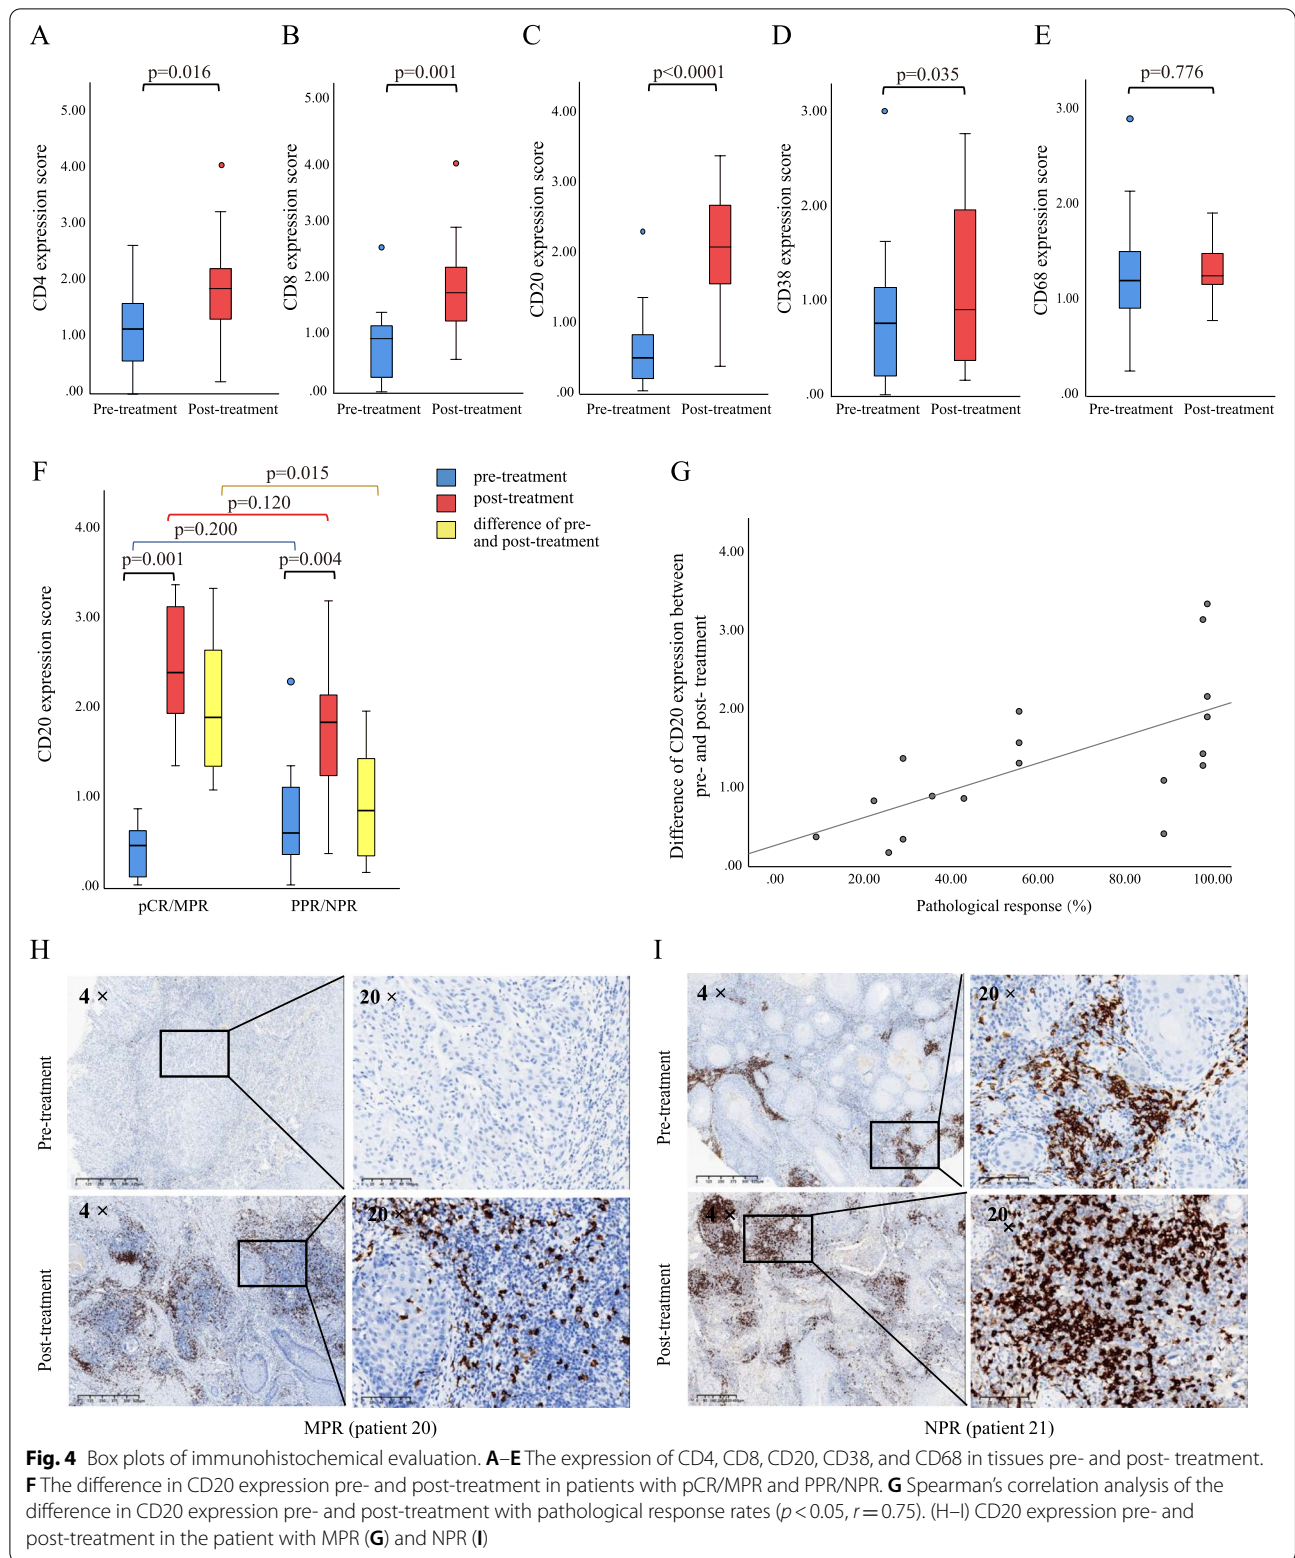 A
B
C
D
E
p=0.016
p=0.001
p<0.0001
p=0.035
p=0.776
CD4 expression score
5.00
4.00
3.00
2.00
1.00
.00
Pre-treatment Post-treatment
CD8 expression score
5.00
4.00
3.00
2.00
1.00
.00
Pre-treatment Post-treatment
CD20 expression score
4.00
3.00
2.00
1.00
.00
Pre-treatment Post-treatment
CD38 expression score
3.00
2.00
1.00
.00
Pre-treatment Post-treatment
CD68 expression score
3.00
2.00
1.00
.00
Pre-treatment Post-treatment
F
p=0.015
p=0.120
p=0.200
p=0.001
p=0.004
pre-treatment
post-treatment
difference of pre-
and post-treatment
CD20 expression score
4.00
3.00
2.00
1.00
.00
pCR/MPR
PPR/NPR
G
Difference of CD20 expression between
pre- and post- treatment
4.00
3.00
2.00
1.00
.00
.00 20.00 40.00 60.00 80.00 100.00
Pathological response (%)
H
Pre-treatment
4 ×
20 ×
Post-treatment
4 ×
20 ×
MPR (patient 20)
I
Pre-treatment
4 ×
20 ×
Post-treatment
4 ×
20 ×
NPR (patient 21)
Fig. 4 Box plots of immunohistochemical evaluation. A–E The expression of CD4, CD8, CD20, CD38, and CD68 in tissues pre- and post- treatment.
F The difference in CD20 expression pre- and post-treatment in patients with pCR/MPR and PPR/NPR. G Spearman's correlation analysis of the
difference in CD20 expression pre- and post-treatment with pathological response rates (p < 0.05, r = 0.75). (H–I) CD20 expression pre- and
post-treatment in the patient with MPR (G) and NPR (I)